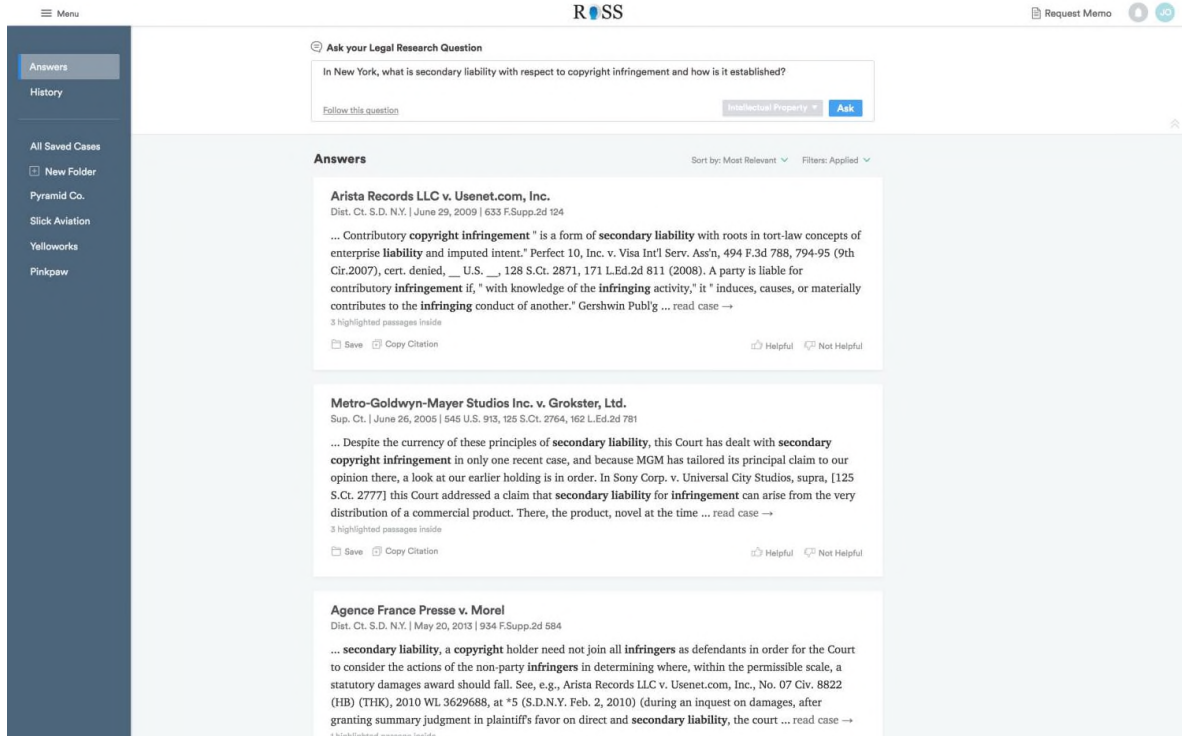 Menu
ROSS
Request Memo
JO
Answers
History
All Saved Cases
New Folder
Pyramid Co.
Slick Aviation
Yelloworks
Pinkpaw
Ask your Legal Research Question
In New York, what is secondary liability with respect to copyright infringement and how is it established?
Follow this question
Intellectual Property
Ask
Answers
Sort by: Most Relevant
Filters: Applied
Arista Records LLC v. Usenet.com, Inc.
Dist. Ct. S.D. N.Y. | June 29, 2009 | 633 F.Supp.2d 124
... Contributory copyright infringement " is a form of secondary liability with roots in tort-law concepts of
enterprise liability and imputed intent." Perfect 10, Inc. v. Visa Int'l Serv. Ass'n, 494 F.3d 788, 794-95 (9th
Cir.2007), cert. denied, __ U.S. __, 128 S.Ct. 2871, 171 L.Ed.2d 811 (2008). A party is liable for
contributory infringement if, " with knowledge of the infringing activity," it " induces, causes, or materially
contributes to the infringing conduct of another." Gershwin Publ'g ... read case →
3 highlighted passages inside
Save
Copy Citation
Helpful
Not Helpful
Metro-Goldwyn-Mayer Studios Inc. v. Grokster, Ltd.
Sup. Ct. | June 26, 2005 | 545 U.S. 913, 125 S.Ct. 2764, 162 L.Ed.2d 781
... Despite the currency of these principles of secondary liability, this Court has dealt with secondary
copyright infringement in only one recent case, and because MGM has tailored its principal claim to our
opinion there, a look at our earlier holding is in order. In Sony Corp. v. Universal City Studios, supra, [125
S.Ct. 2777] this Court addressed a claim that secondary liability for infringement can arise from the very
distribution of a commercial product. There, the product, novel at the time ... read case →
3 highlighted passages inside
Save
Copy Citation
Helpful
Not Helpful
Agence France Presse v. Morel
Dist. Ct. S.D. N.Y. | May 20, 2013 | 934 F.Supp.2d 584
... secondary liability, a copyright holder need not join all infringers as defendants in order for the Court
to consider the actions of the non-party infringers in determining where, within the permissible scale, a
statutory damages award should fall. See, e.g., Arista Records LLC v. Usenet.com, Inc., No. 07 Civ. 8822
(HB) (THK), 2010 WL 3629688, at *5 (S.D.N.Y. Feb. 2, 2010) (during an inquest on damages, after
granting summary judgment in plaintiff's favor on direct and secondary liability, the court ... read case →
1 highlighted passage inside